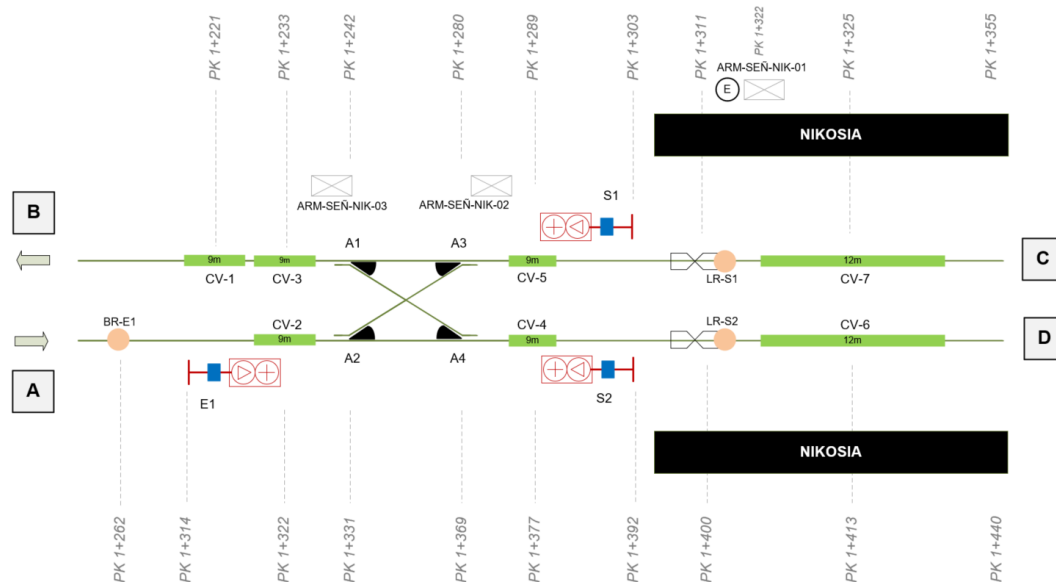 PK 1+221
PK 1+233
PK 1+242
PK 1+280
PK 1+289
PK 1+303
PK 1+311
PK 1+322
PK 1+325
PK 1+355
ARM-SEÑ-NIK-01
E
NIKOSIA
ARM-SEÑ-NIK-03
ARM-SEÑ-NIK-02
S1
B
A1
A3
9m
9m
9m
12m
CV-1
CV-3
CV-5
LR-S1
CV-7
C
BR-E1
CV-2
CV-4
LR-S2
CV-6
9m
9m
12m
D
A
A2
A4
E1
S2
NIKOSIA
PK 1+262
PK 1+314
PK 1+322
PK 1+331
PK 1+369
PK 1+377
PK 1+392
PK 1+400
PK 1+413
PK 1+440